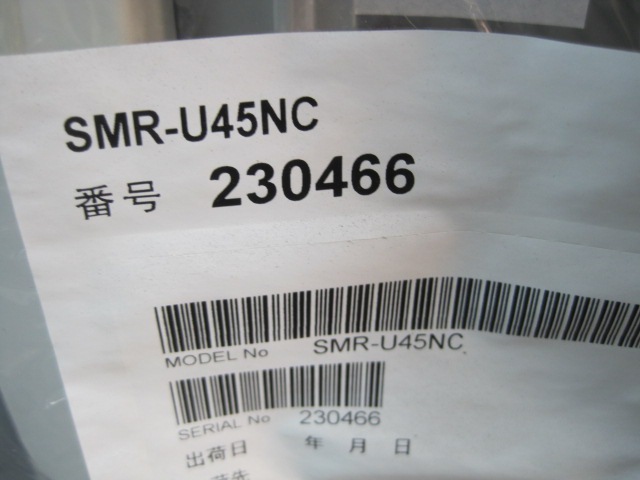 SMR-U45NC
番号 230466
MODEL No SMR-U45NC
SERIAL No 230466
出荷日 年 月 日